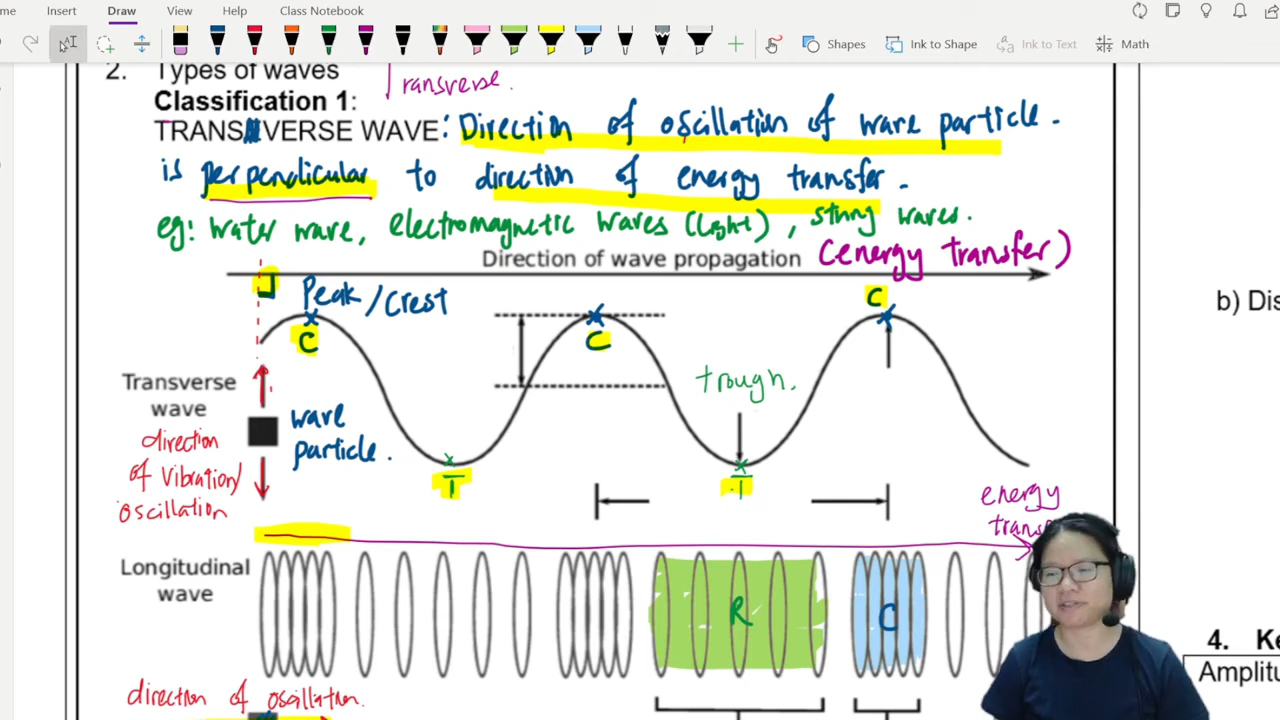 Insert Draw View Help Class Notebook
Shapes Ink to Shape Ink to Text Math
2. Types of waves
Transverse.
Classification 1:
TRANSVERSE WAVE: Direction of oscillation of wave particle.
is perpendicular to direction of energy transfer.
eg: water wave, electromagnetic waves (light), string waves.
Direction of wave propagation (energy transfer)
Peak/Crest
C
C
C
trough.
Transverse
wave
wave
particle.
direction
of vibration/
oscillation
T
T
energy
Longitudinal
wave
R
C
direction of oscillation.
b)
4.